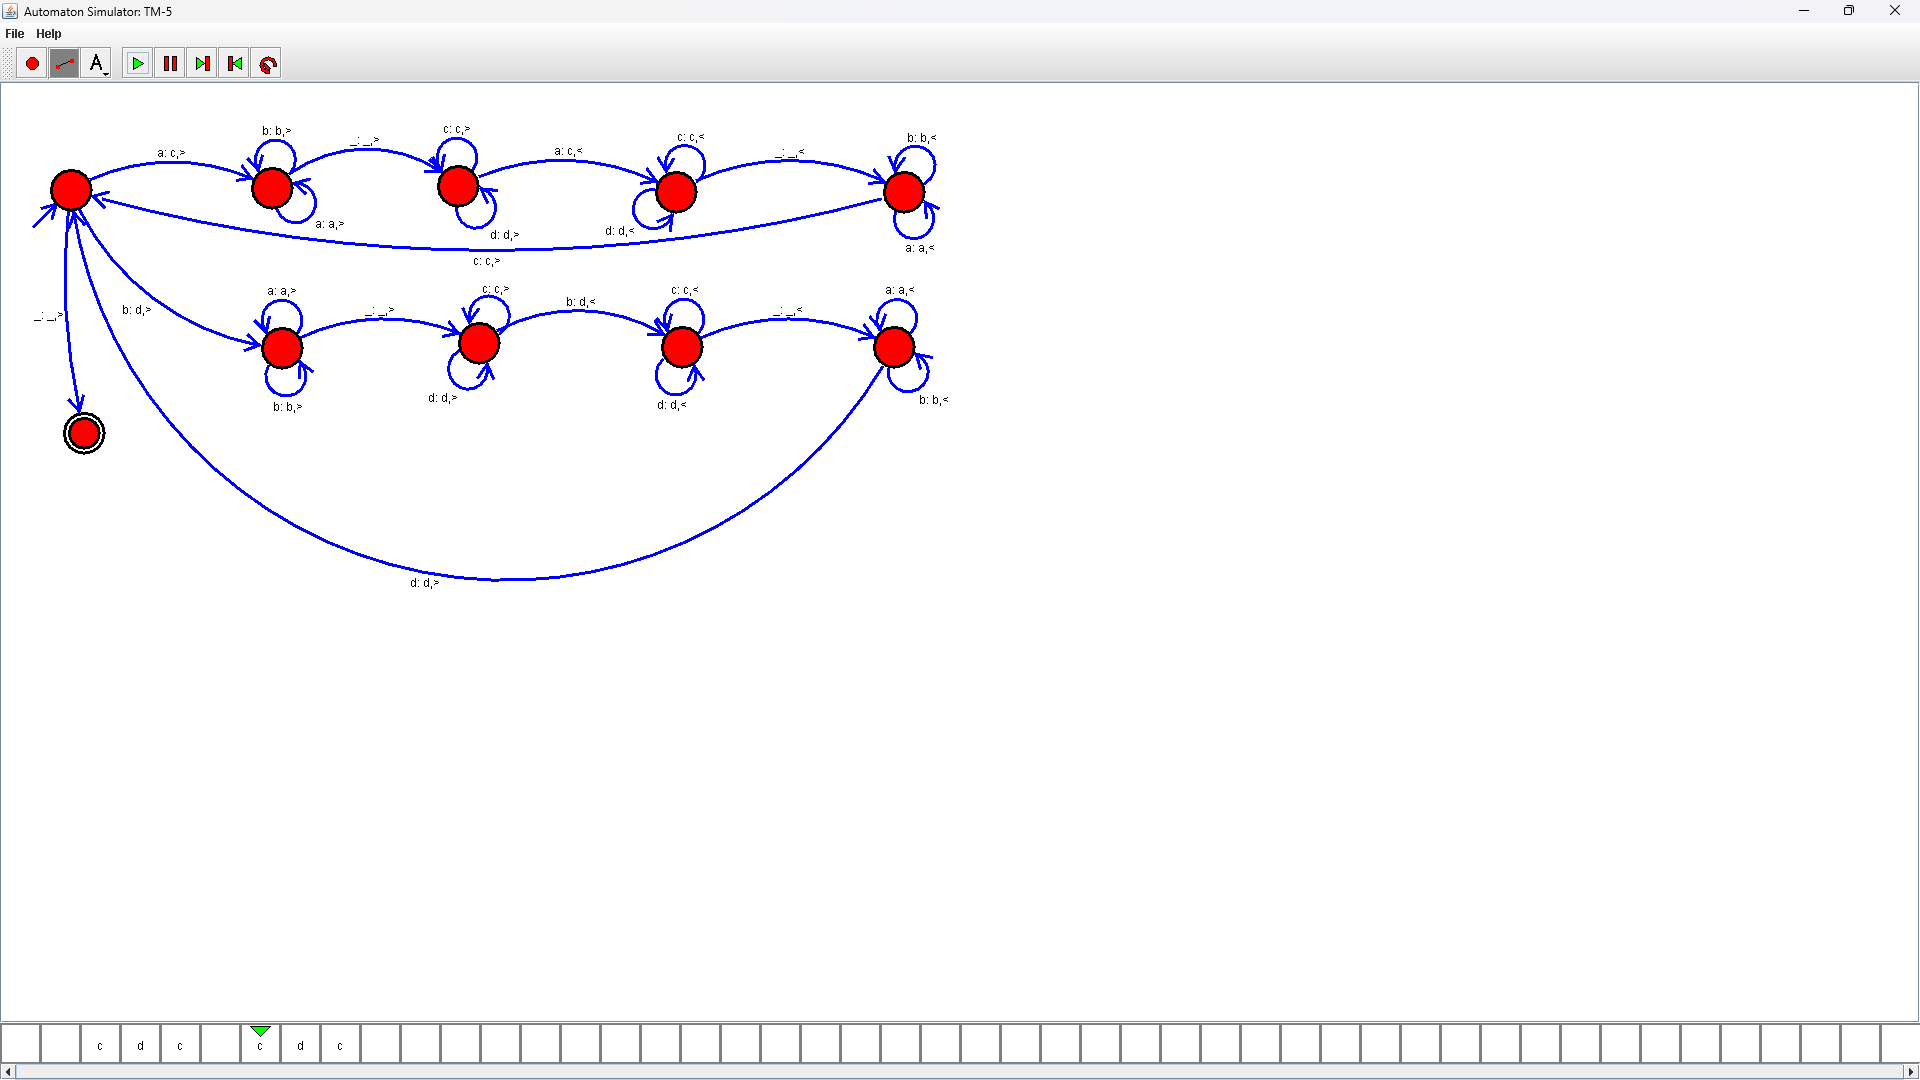 Automaton Simulator: TM-5
File Help
A
b: b,>
c: c,>
c: c,<
b: b,<
a: c,>
_: _,>
a: c,<
_: _,<
a: a,>
d: d,>
d: d,<
a: a,<
c: c,>
_: _,>
b: d,>
a: a,>
c: c,>
c: c,<
a: a,<
_: _,>
b: d,<
_: _,<
b: b,>
d: d,>
d: d,<
b: b,<
d: d,>
c d c c d c